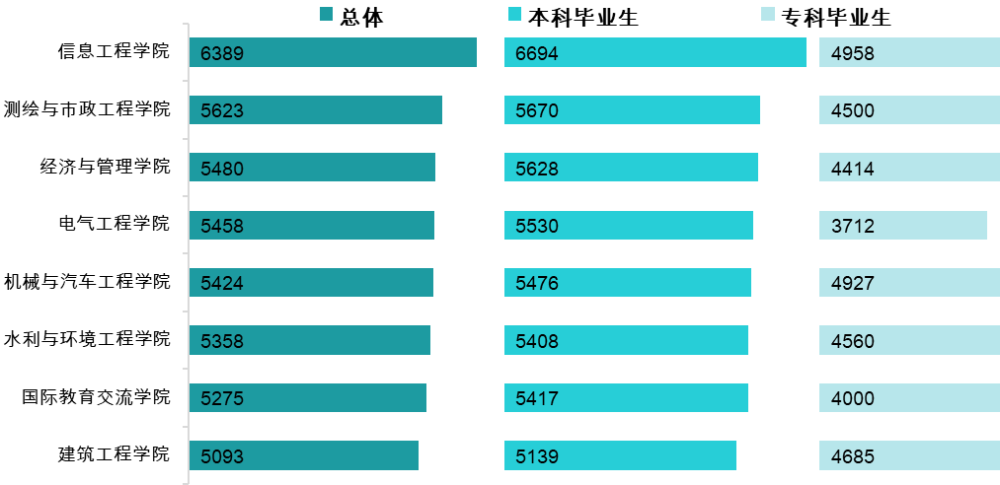 总体 本科毕业生 专科毕业生
信息工程学院 6389 6694 4958
测绘与市政工程学院 5623 5670 4500
经济与管理学院 5480 5628 4414
电气工程学院 5458 5530 3712
机械与汽车工程学院 5424 5476 4927
水利与环境工程学院 5358 5408 4560
国际教育交流学院 5275 5417 4000
建筑工程学院 5093 5139 4685